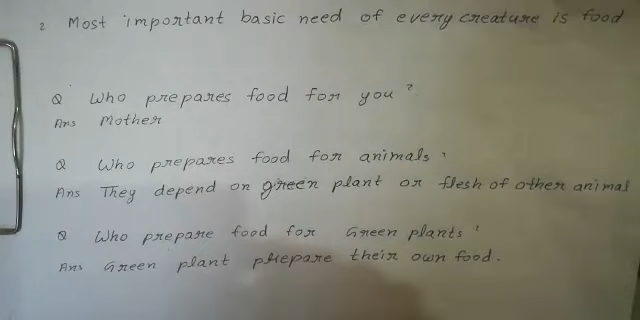 2 Most important basic need of every creature is food
Q Who prepares food for you?
Ans Mother
Q Who prepares food for animals?
Ans They depend on green plant or flesh of other animal
Q Who prepare food for Green plants?
Ans Green plant prepare their own food.